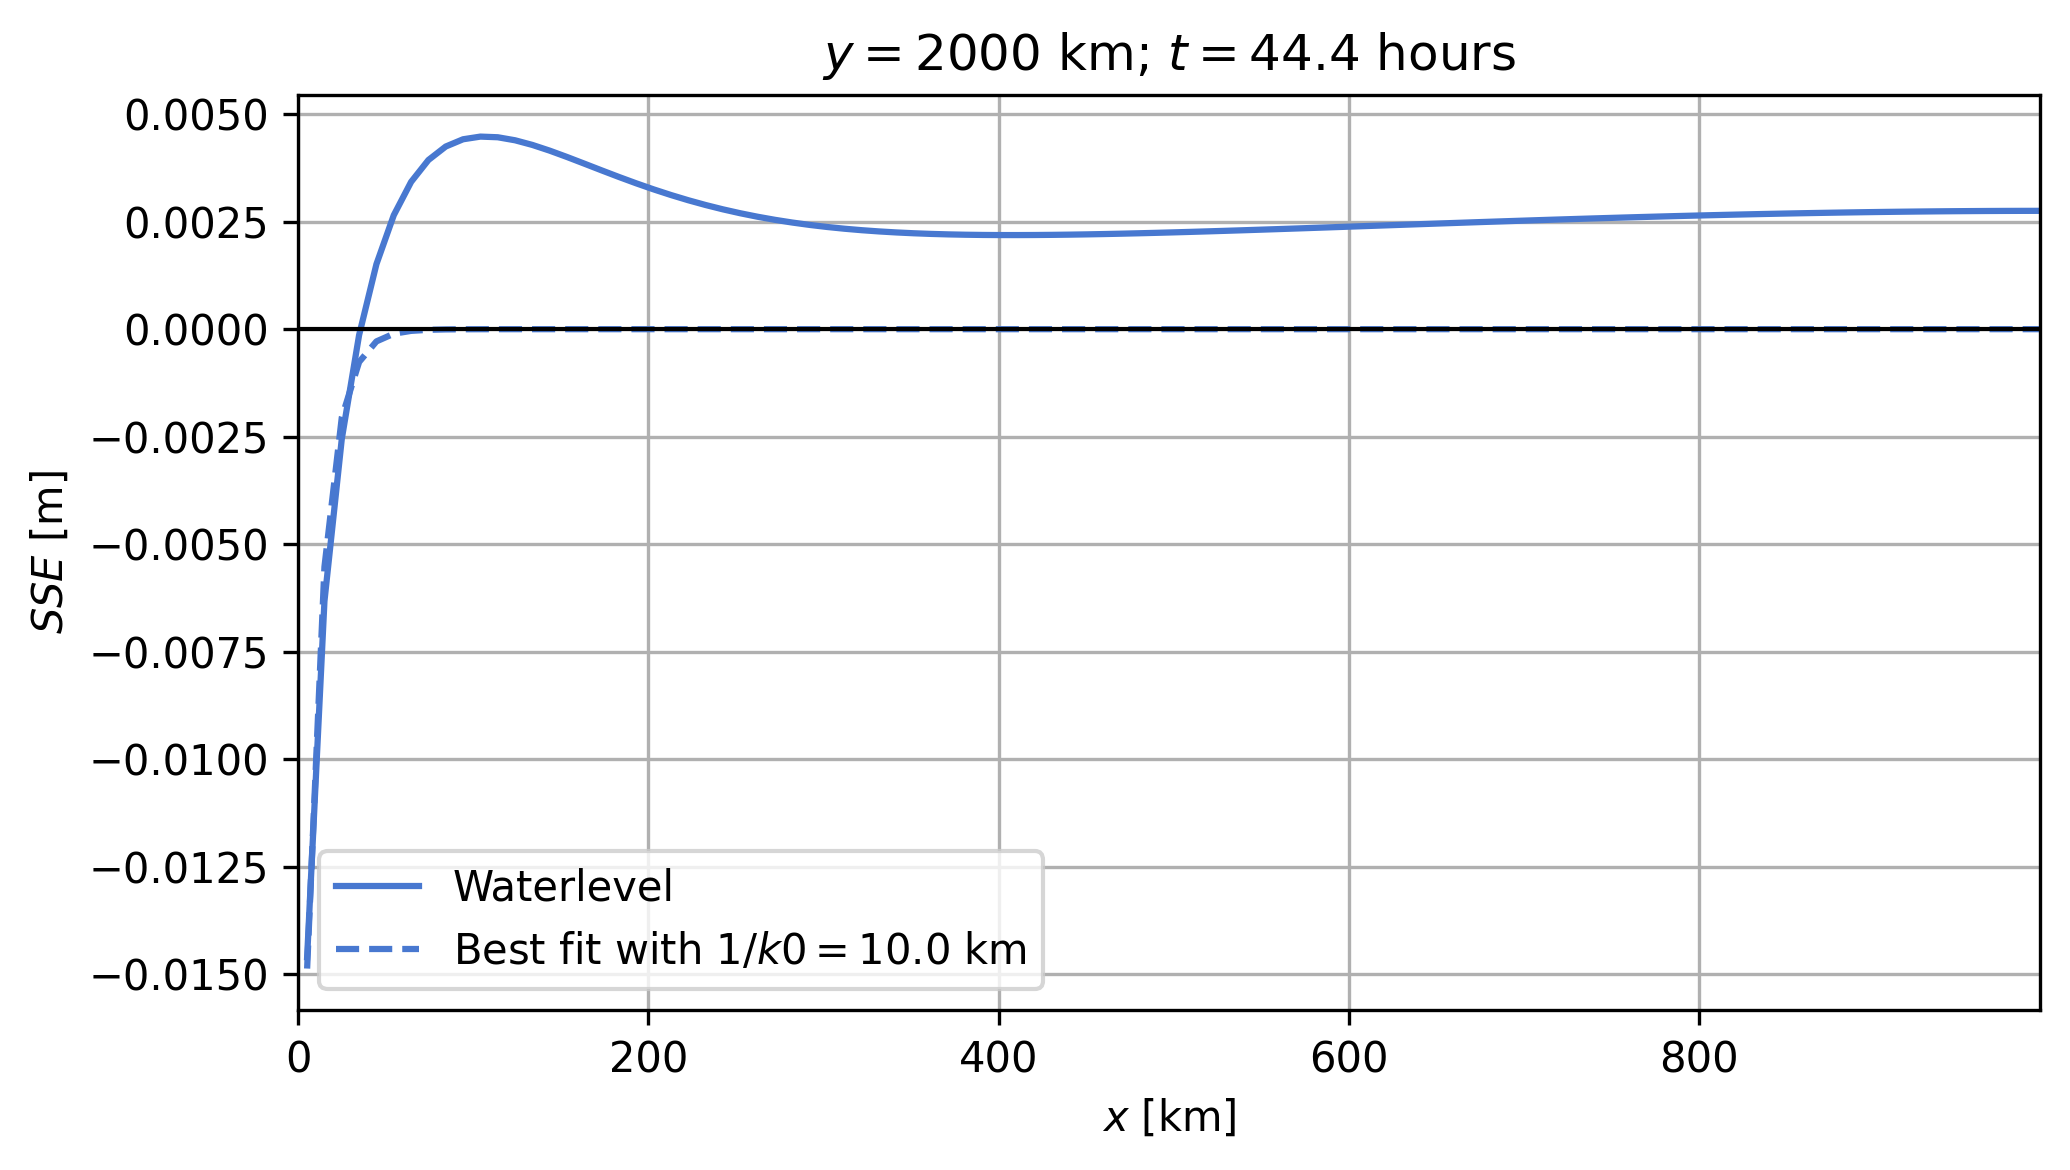 y = 2000 km; t = 44.4 hours
0.0050
0.0025
0.0000
−0.0025
−0.0050
−0.0075
−0.0100
−0.0125
−0.0150
SSE [m]
Waterlevel
Best fit with 1/k0 = 10.0 km
0 200 400 600 800
x [km]